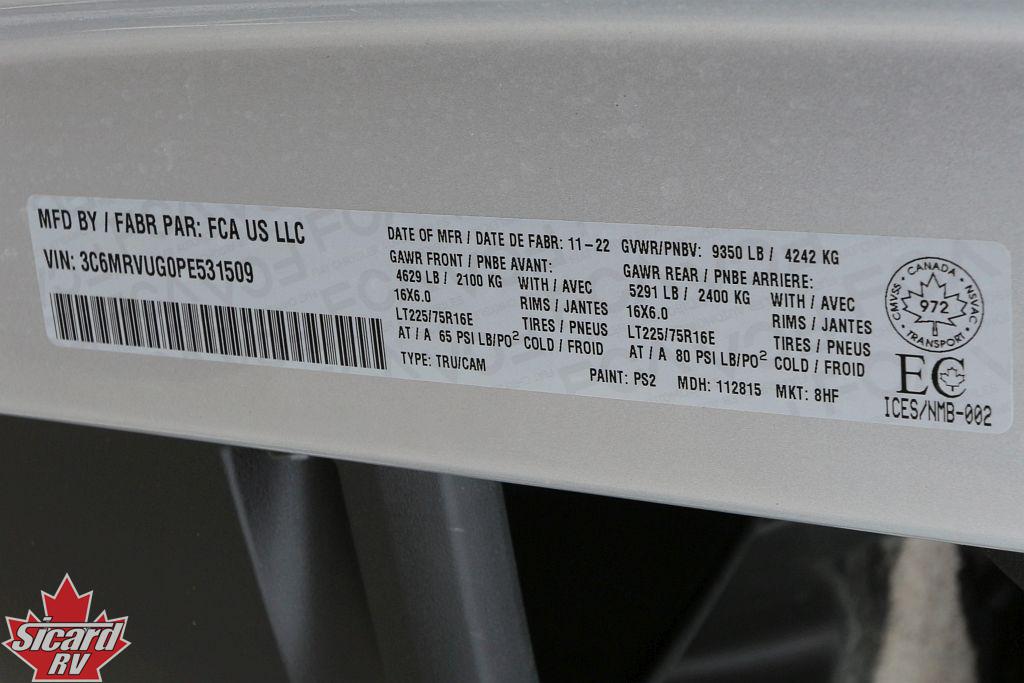 MFD BY / FABR PAR: FCA US LLC
VIN: 3C6MRVUG0PE531509
DATE OF MFR / DATE DE FABR: 11-22 GVWR/PNBV: 9350 LB / 4242 KG
GAWR FRONT / PNBE AVANT:
4629 LB / 2100 KG WITH / AVEC
16X6.0 RIMS / JANTES
LT225/75R16E TIRES / PNEUS
AT / A 65 PSI LB/PO² COLD / FROID
GAWR REAR / PNBE ARRIERE:
5291 LB / 2400 KG WITH / AVEC
16X6.0 RIMS / JANTES
LT225/75R16E TIRES / PNEUS
AT / A 80 PSI LB/PO² COLD / FROID
TYPE: TRU/CAM PAINT: PS2 MDH: 112815 MKT: 8HF
CANADA
CMVSS 972 NSVAC
TRANSPORT
EC
ICES/NMB-002
Sicard
RV